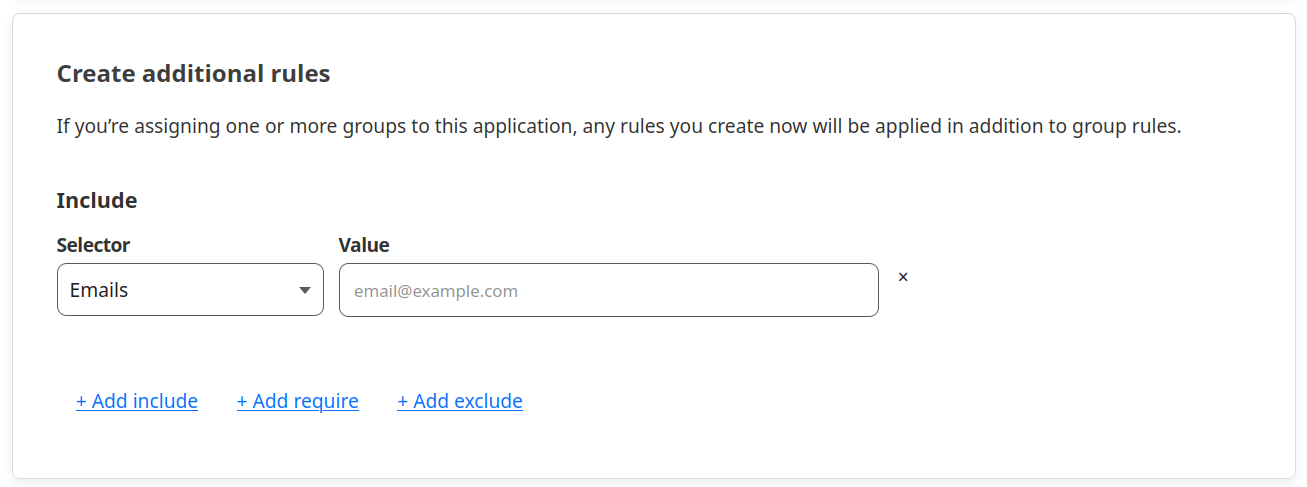 Create additional rules
If you’re assigning one or more groups to this application, any rules you create now will be applied in addition to group rules.
Include
Selector Value
Emails email@example.com ×
+ Add include + Add require + Add exclude